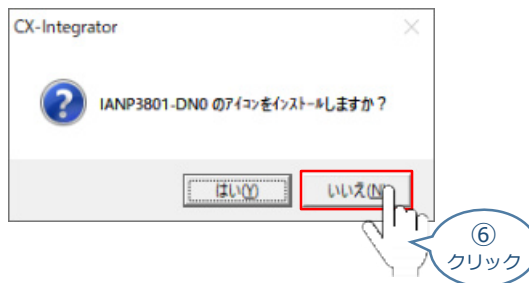 CX-Integrator
IANP3801-DN0 のアイコンをインストールしますか？
はい(Y)
いいえ(N)
⑥
クリック